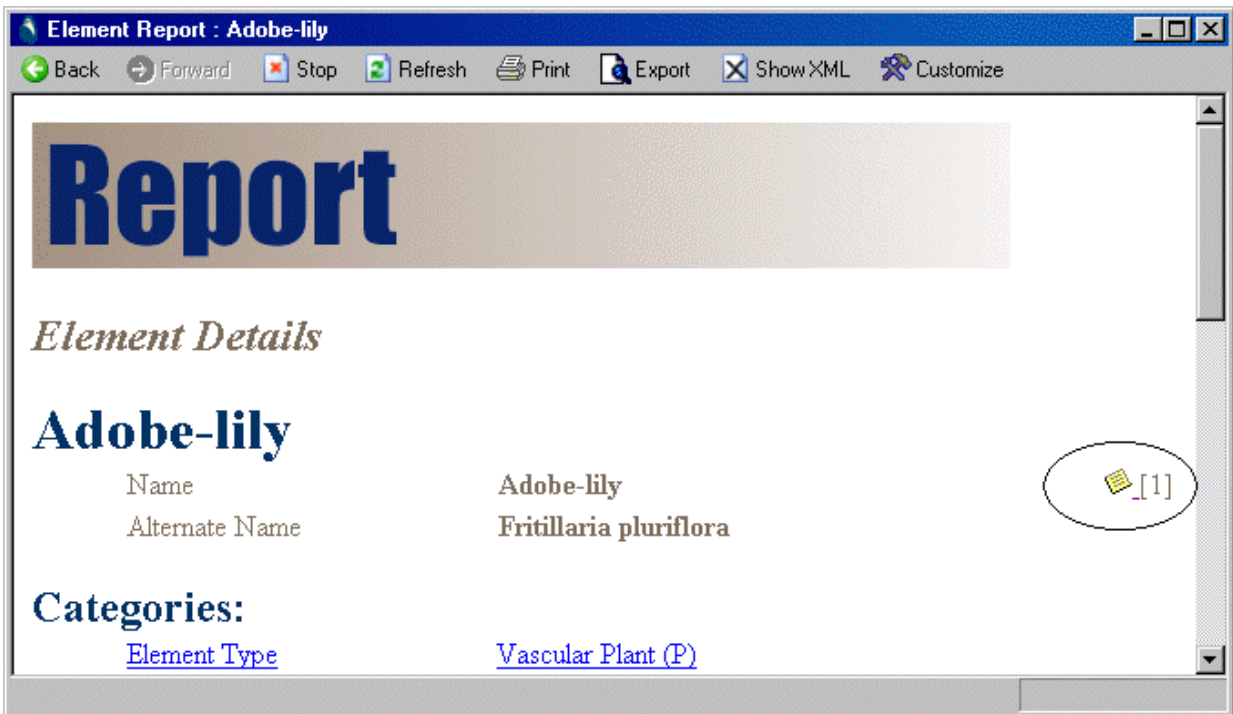 Element Report : Adobe-lily
Back Forward Stop Refresh Print Export Show XML Customize
Report
Element Details
Adobe-lily
Name Adobe-lily [1]
Alternate Name Fritillaria pluriflora
Categories:
Element Type Vascular Plant (P)